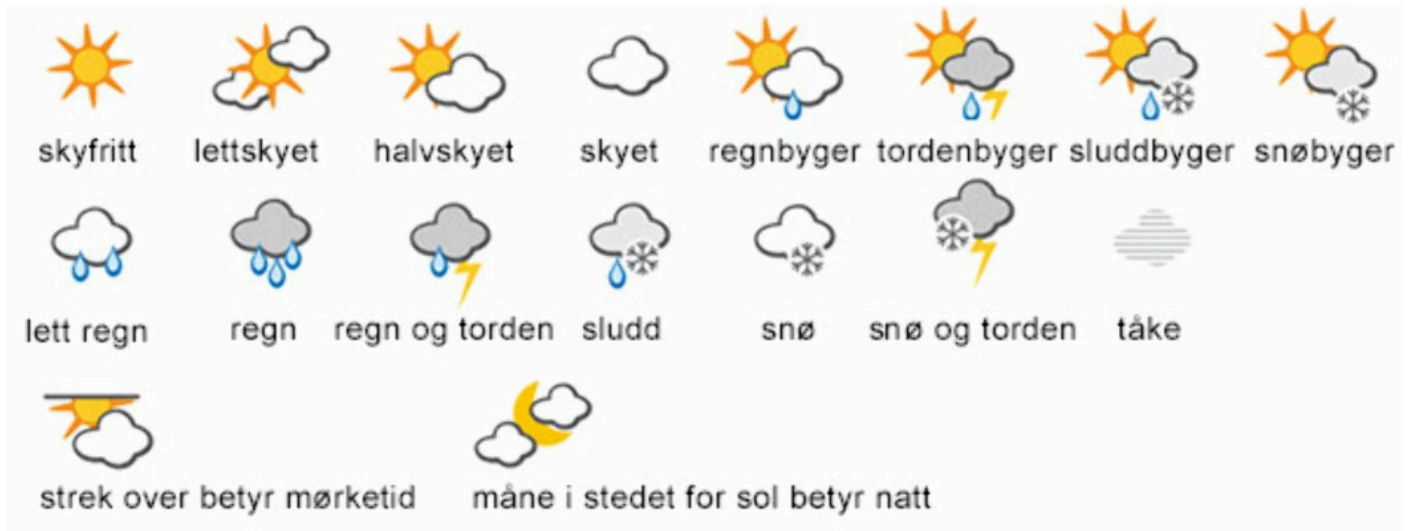 skyfritt lettskyet halvskyet skyet regnbyger tordenbyger sluddbyger snøbyger
lett regn regn regn og torden sludd snø snø og torden tåke
strek over betyr mørketid måne i stedet for sol betyr natt